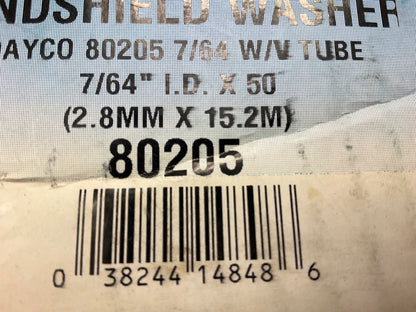 NDSHIELD WASHER
DAYCO 80205 7/64 W/V TUBE
7/64" I.D. X 50'
(2.8MM X 15.2M)
80205
0 38244 14848 6